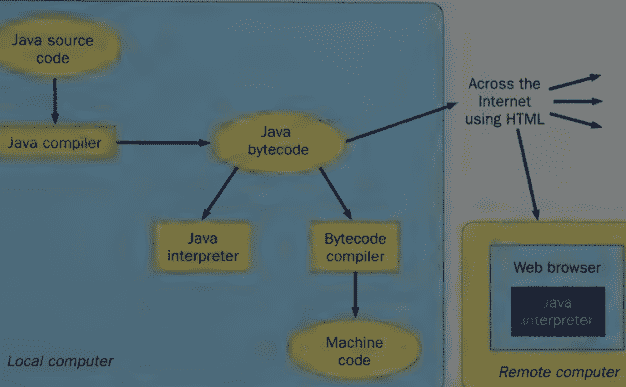 Java source
code
Java compiler
Java
bytecode
Across the
Internet
using HTML
Java
interpreter
Bytecode
compiler
Machine
code
Local computer
Web browser
Java
interpreter
Remote computer